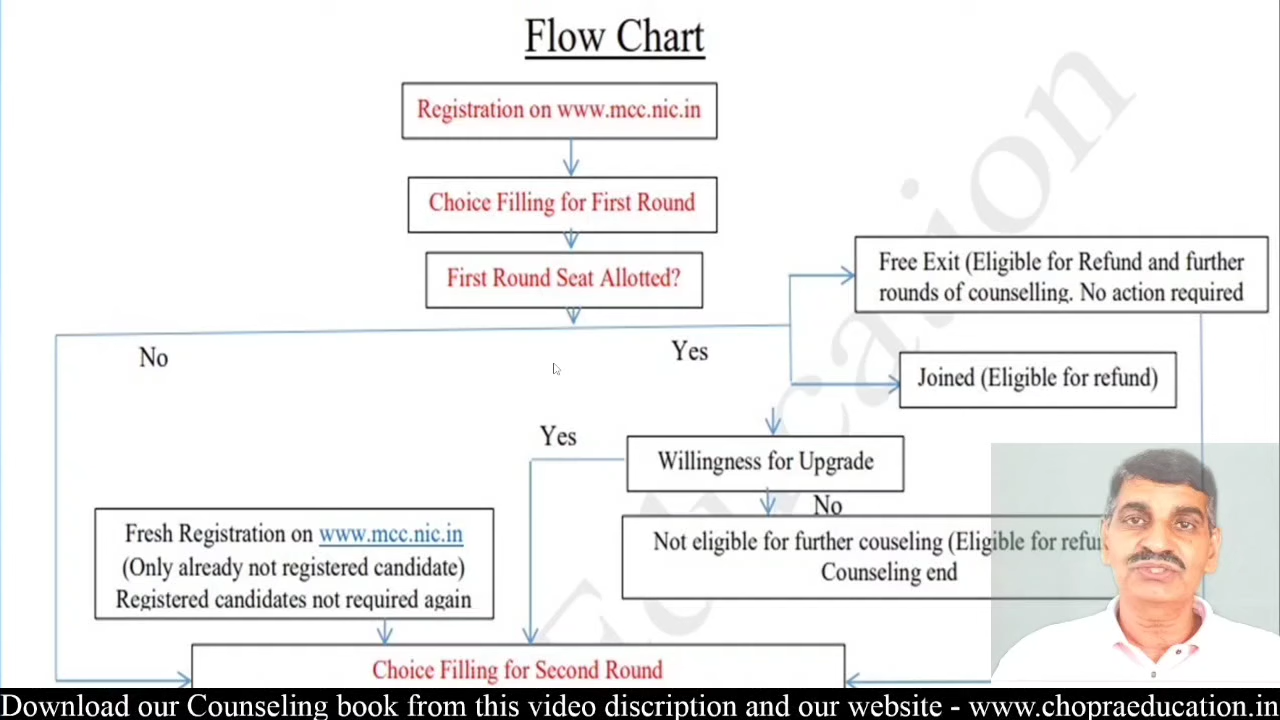 Flow Chart
Registration on www.mcc.nic.in
Choice Filling for First Round
First Round Seat Allotted?
Free Exit (Eligible for Refund and further
rounds of counselling. No action required
No
Yes
Joined (Eligible for refund)
Yes
Willingness for Upgrade
No
Fresh Registration on www.mcc.nic.in
(Only already not registered candidate)
Registered candidates not required again
Not eligible for further couseling (Eligible for
Counseling end
Choice Filling for Second Round
Education
Download our Counseling book from this video discription and our website - www.chopraeducation.in